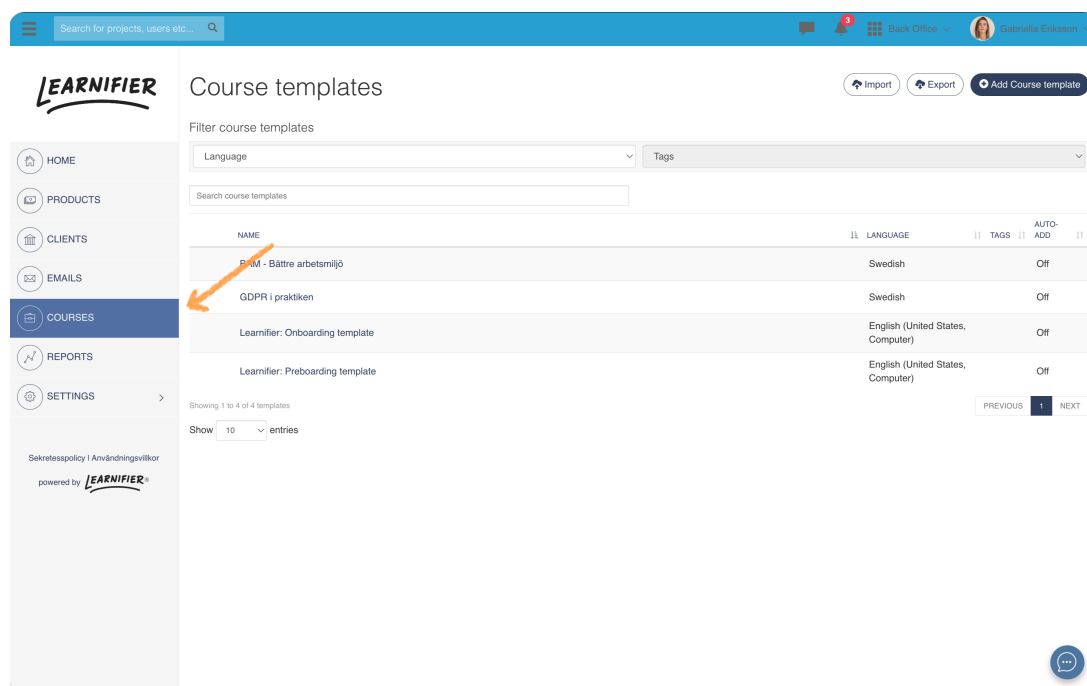 Search for projects, users etc...
3
Back Office
Gabriella Eriksson
LEARNIFIER
Course templates
Import
Export
Add Course template
Filter course templates
Language
Tags
HOME
PRODUCTS
CLIENTS
EMAILS
COURSES
REPORTS
SETTINGS
Search course templates
NAME LANGUAGE TAGS AUTO-
ADD
BAM - Bättre arbetsmiljö Swedish Off
GDPR i praktiken Swedish Off
Learnifier: Onboarding template English (United States,
Computer) Off
Learnifier: Preboarding template English (United States,
Computer) Off
Showing 1 to 4 of 4 templates
PREVIOUS 1 NEXT
Show 10 entries
Sekretesspolicy | Användningsvillkor
powered by LEARNIFIER®